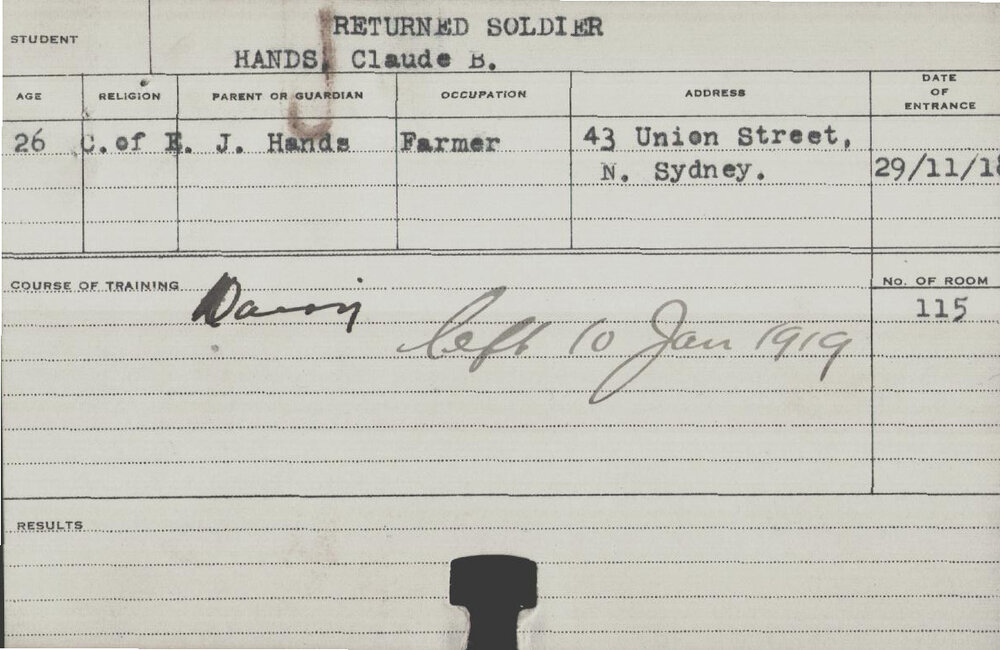 RETURNED SOLDIER
STUDENT
HANDS, Claude B.
AGE RELIGION PARENT OR GUARDIAN OCCUPATION ADDRESS DATE OF ENTRANCE
26 C. of E. J. Hands Farmer 43 Union Street,
N. Sydney. 29/11/18
COURSE OF TRAINING No. OF ROOM
Dairy 115
left 10 Jan 1919
RESULTS